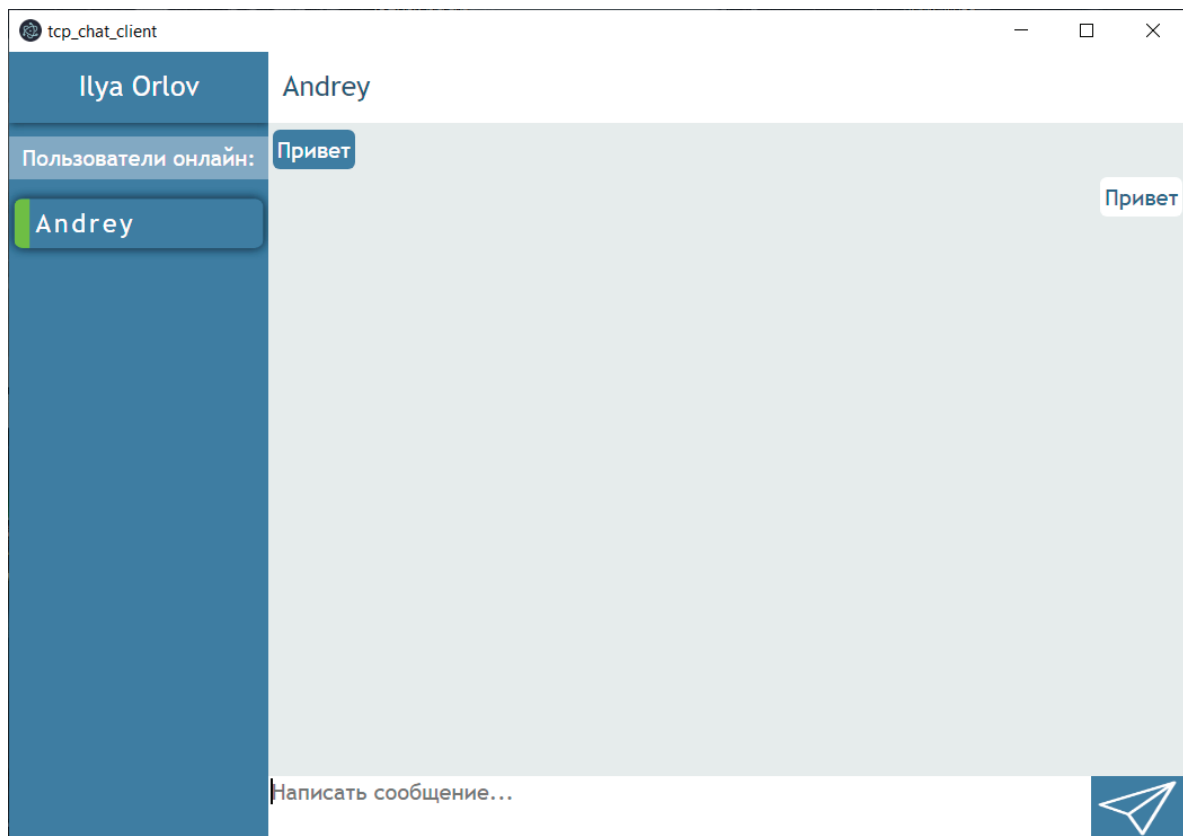 tcp_chat_client
Ilya Orlov
Andrey
Пользователи онлайн:
Andrey
Привет
Привет
Написать сообщение...